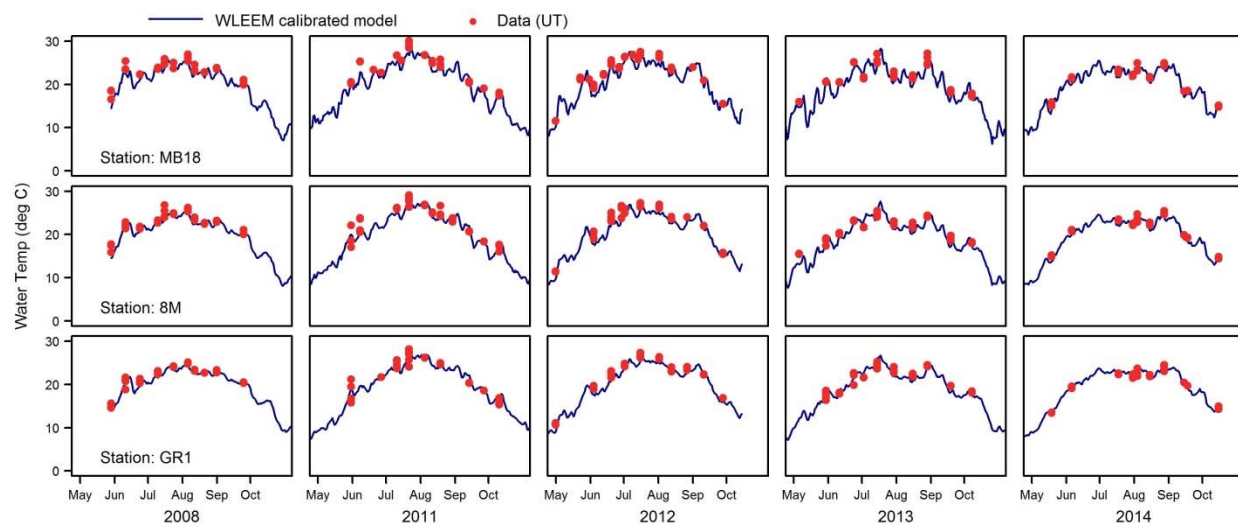 WLEEM calibrated model Data (UT)
30
20
10
0
Station: MB18
30
20
10
0
Station: 8M
30
20
10
0
Station: GR1
Water Temp (deg C)
May Jun Jul Aug Sep Oct May Jun Jul Aug Sep Oct May Jun Jul Aug Sep Oct May Jun Jul Aug Sep Oct May Jun Jul Aug Sep Oct
2008 2011 2012 2013 2014